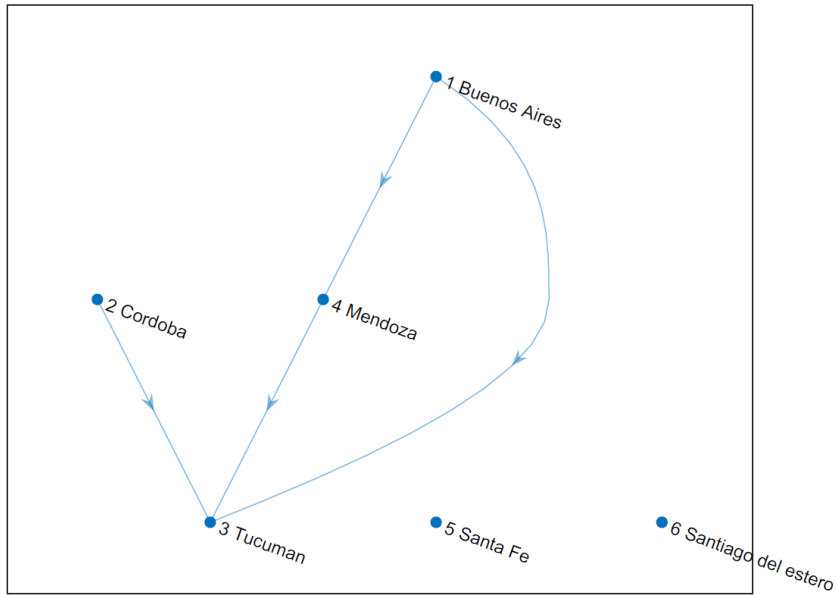 1 Buenos Aires
2 Cordoba
4 Mendoza
3 Tucuman
5 Santa Fe
6 Santiago del estero